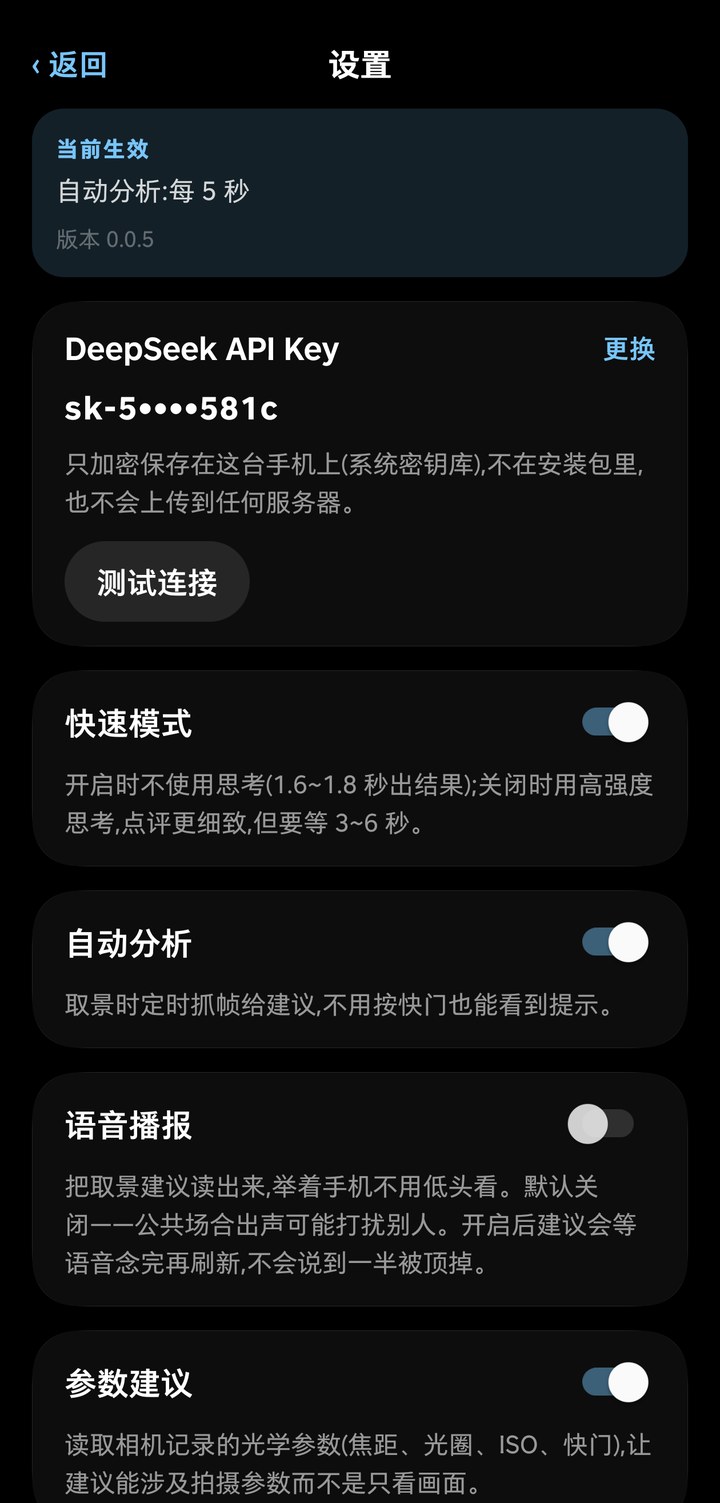 ‹ 返回
设置
当前生效
自动分析:每 5 秒
版本 0.0.5
DeepSeek API Key
更换
sk-5••••581c
只加密保存在这台手机上(系统密钥库),不在安装包里,
也不会上传到任何服务器。
测试连接
快速模式
开启时不使用思考(1.6~1.8 秒出结果);关闭时用高强度
思考,点评更细致,但要等 3~6 秒。
自动分析
取景时定时抓帧给建议,不用按快门也能看到提示。
语音播报
把取景建议读出来,举着手机不用低头看。默认关
闭——公共场合出声可能打扰别人。开启后建议会等
语音念完再刷新,不会说到一半被顶掉。
参数建议
读取相机记录的光学参数(焦距、光圈、ISO、快门),让
建议能涉及拍摄参数而不是只看画面。